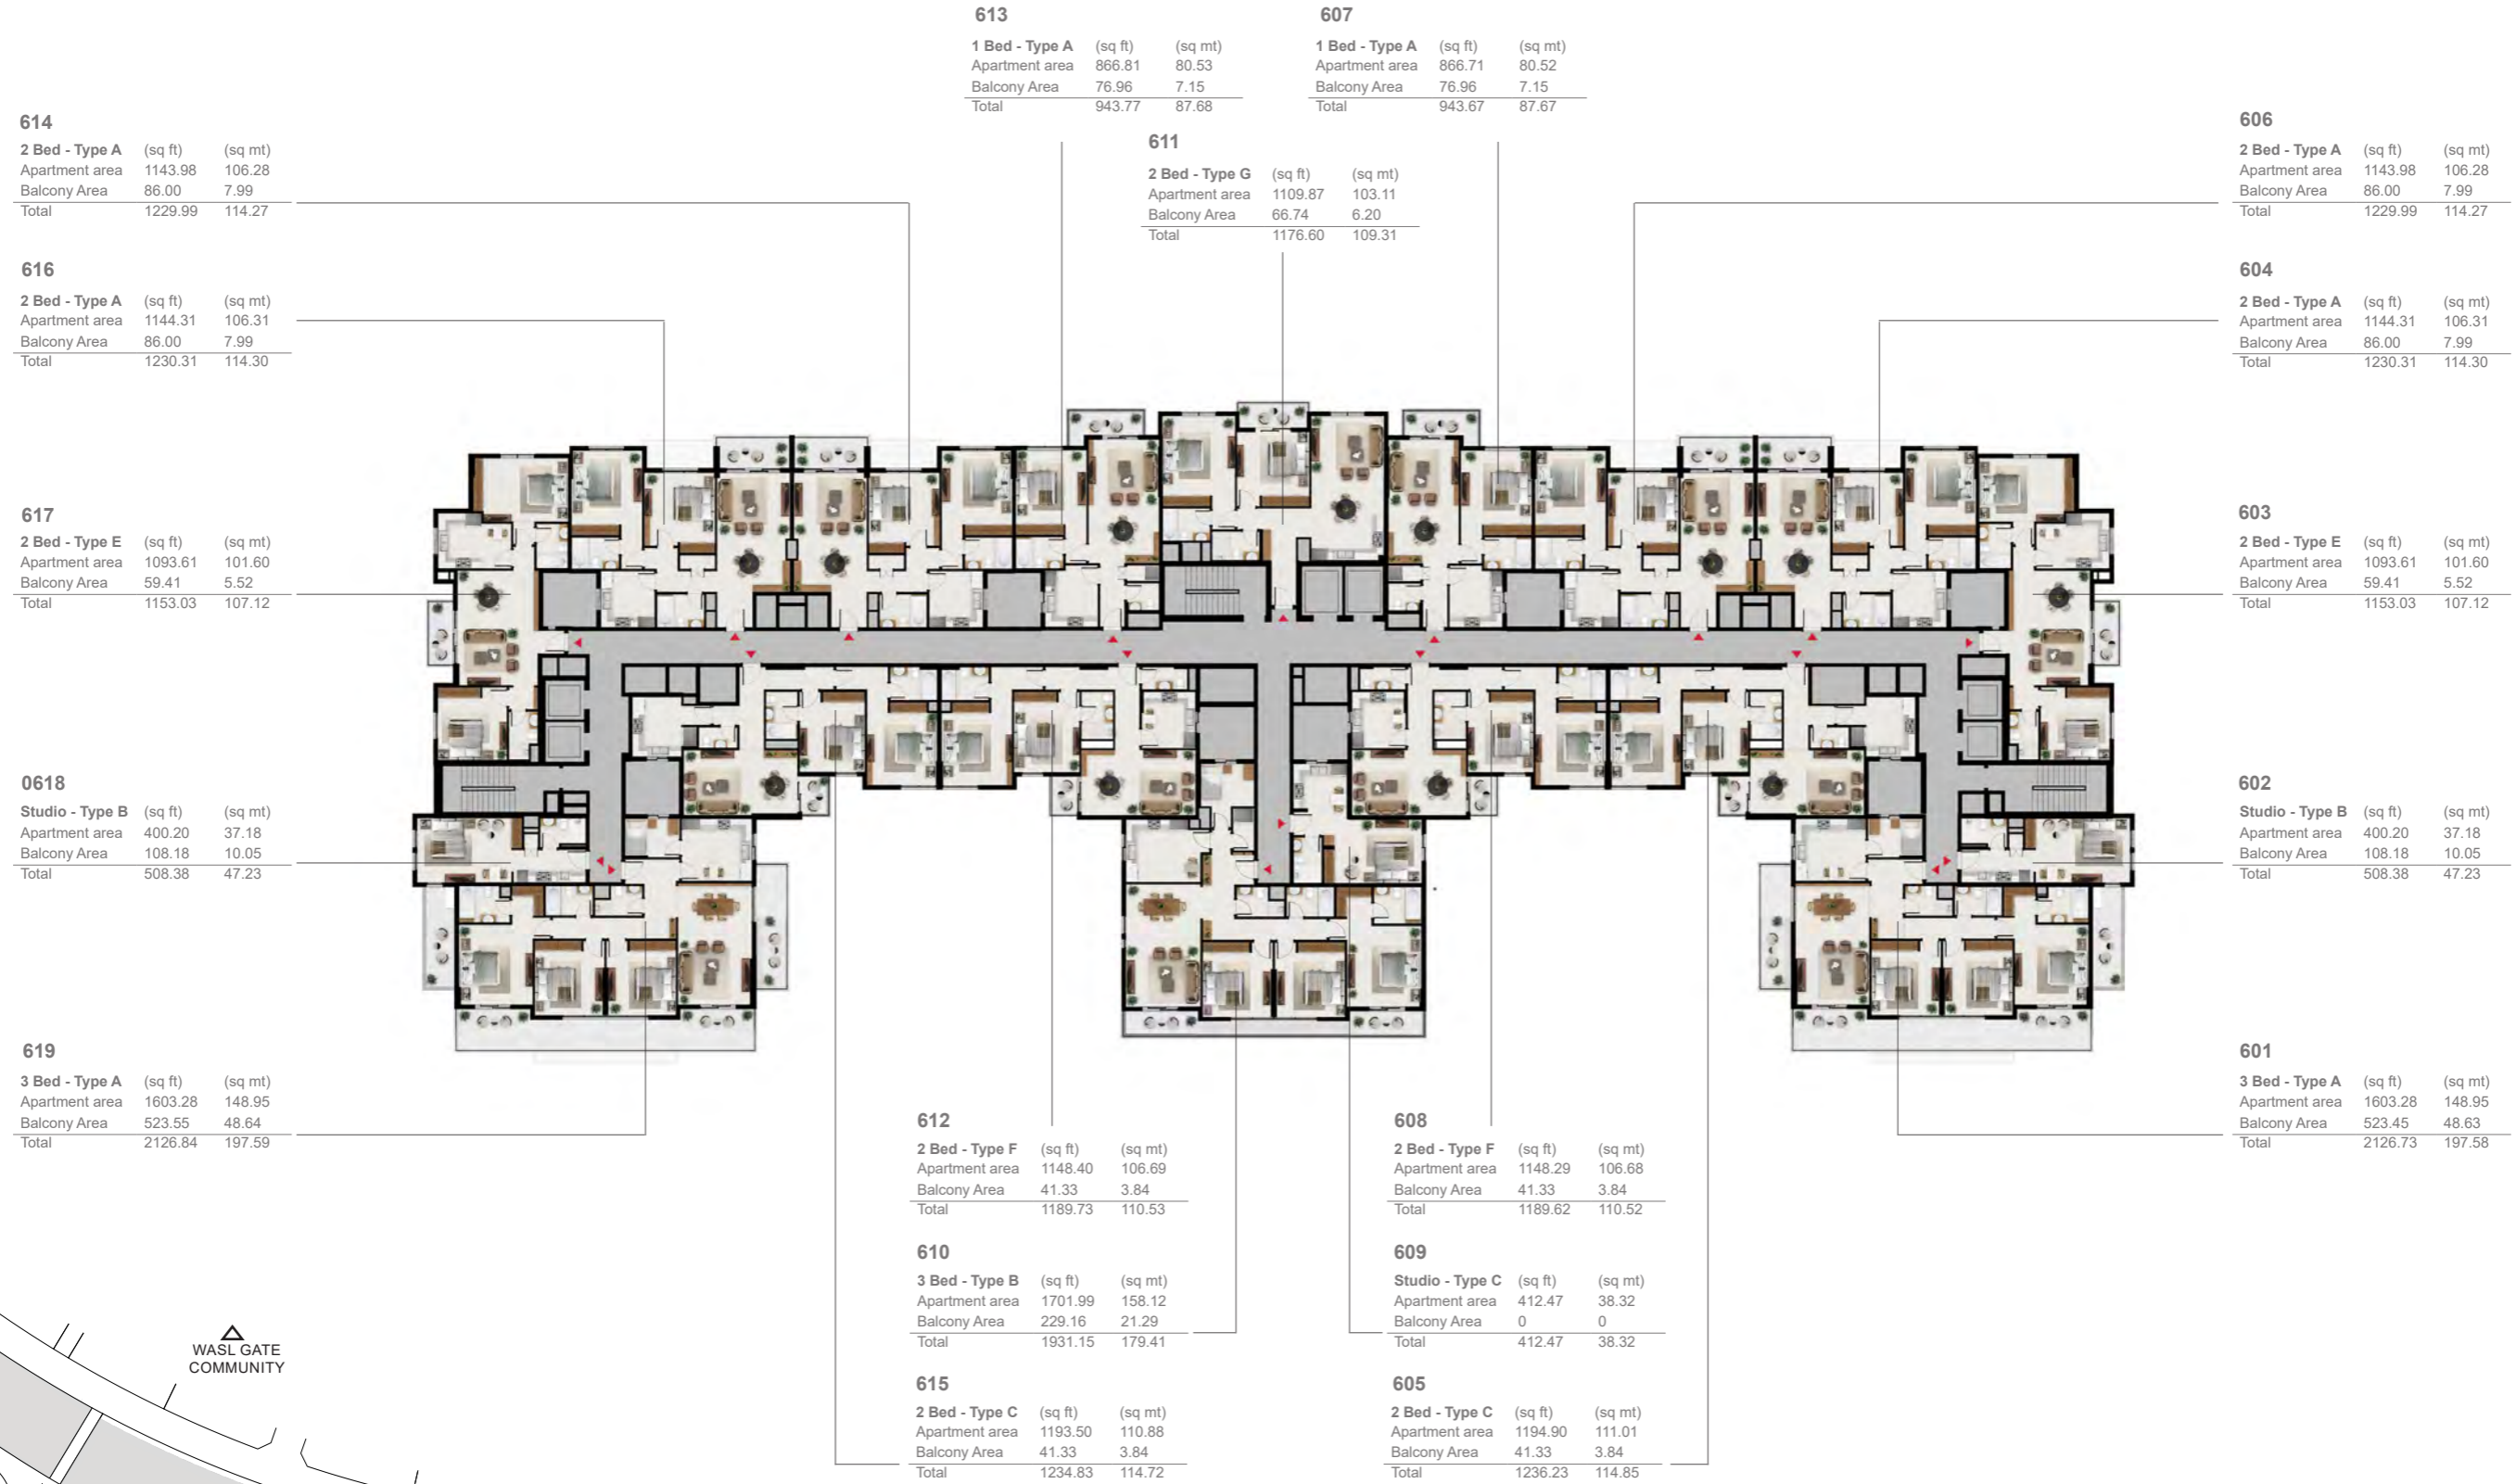 613
1 Bed - Type A (sq ft) (sq mt)
Apartment area 866.81 80.53
Balcony Area 76.96 7.15
Total 943.77 87.68
607
1 Bed - Type A (sq ft) (sq mt)
Apartment area 866.71 80.52
Balcony Area 76.96 7.15
Total 943.67 87.67
614
2 Bed - Type A (sq ft) (sq mt)
Apartment area 1143.98 106.28
Balcony Area 86.00 7.99
Total 1229.99 114.27
611
2 Bed - Type G (sq ft) (sq mt)
Apartment area 1109.87 103.11
Balcony Area 66.74 6.20
Total 1176.60 109.31
606
2 Bed - Type A (sq ft) (sq mt)
Apartment area 1143.98 106.28
Balcony Area 86.00 7.99
Total 1229.99 114.27
616
2 Bed - Type A (sq ft) (sq mt)
Apartment area 1144.31 106.31
Balcony Area 86.00 7.99
Total 1230.31 114.30
604
2 Bed - Type A (sq ft) (sq mt)
Apartment area 1144.31 106.31
Balcony Area 86.00 7.99
Total 1230.31 114.30
617
2 Bed - Type E (sq ft) (sq mt)
Apartment area 1093.61 101.60
Balcony Area 59.41 5.52
Total 1153.03 107.12
603
2 Bed - Type E (sq ft) (sq mt)
Apartment area 1093.61 101.60
Balcony Area 59.41 5.52
Total 1153.03 107.12
0618
Studio - Type B (sq ft) (sq mt)
Apartment area 400.20 37.18
Balcony Area 108.18 10.05
Total 508.38 47.23
602
Studio - Type B (sq ft) (sq mt)
Apartment area 400.20 37.18
Balcony Area 108.18 10.05
Total 508.38 47.23
619
3 Bed - Type A (sq ft) (sq mt)
Apartment area 1603.28 148.95
Balcony Area 523.55 48.64
Total 2126.84 197.59
601
3 Bed - Type A (sq ft) (sq mt)
Apartment area 1603.28 148.95
Balcony Area 523.45 48.63
Total 2126.73 197.58
612
2 Bed - Type F (sq ft) (sq mt)
Apartment area 1148.40 106.69
Balcony Area 41.33 3.84
Total 1189.73 110.53
608
2 Bed - Type F (sq ft) (sq mt)
Apartment area 1148.29 106.68
Balcony Area 41.33 3.84
Total 1189.62 110.52
610
3 Bed - Type B (sq ft) (sq mt)
Apartment area 1701.99 158.12
Balcony Area 229.16 21.29
Total 1931.15 179.41
609
Studio - Type C (sq ft) (sq mt)
Apartment area 412.47 38.32
Balcony Area 0 0
Total 412.47 38.32
615
2 Bed - Type C (sq ft) (sq mt)
Apartment area 1193.50 110.88
Balcony Area 41.33 3.84
Total 1234.83 114.72
605
2 Bed - Type C (sq ft) (sq mt)
Apartment area 1194.90 111.01
Balcony Area 41.33 3.84
Total 1236.23 114.85
WASL GATE
COMMUNITY